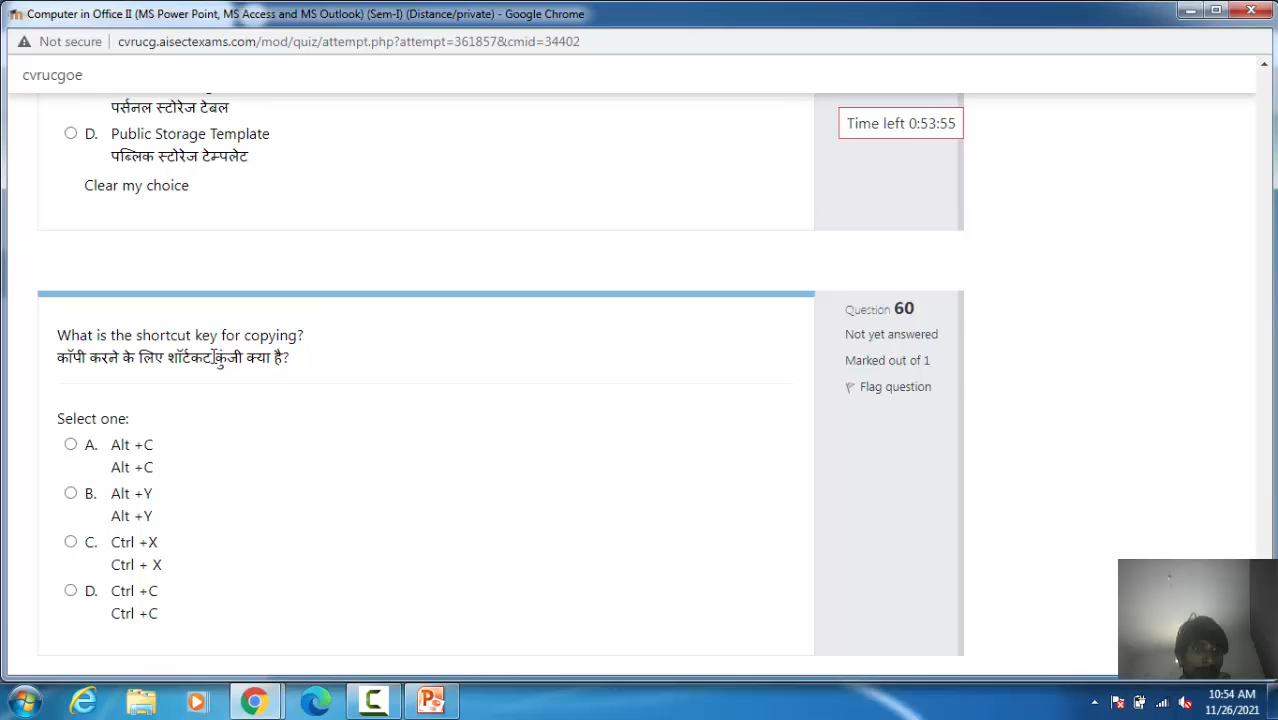 Computer in Office II (MS Power Point, MS Access and MS Outlook) (Sem-I) (Distance/private) - Google Chrome
Not secure | cvrucg.aisectexams.com/mod/quiz/attempt.php?attempt=361857&cmid=34402
cvrucgoe
पर्सनल स्टोरेज टेबल
D. Public Storage Template
पब्लिक स्टोरेज टेम्पलेट
Clear my choice
Time left 0:53:55
What is the shortcut key for copying?
कॉपी करने के लिए शॉर्टकट कुंजी क्या है?
Select one:
A. Alt +C
Alt +C
B. Alt +Y
Alt +Y
C. Ctrl +X
Ctrl + X
D. Ctrl +C
Ctrl +C
Question 60
Not yet answered
Marked out of 1
Flag question
10:54 AM
11/26/2021